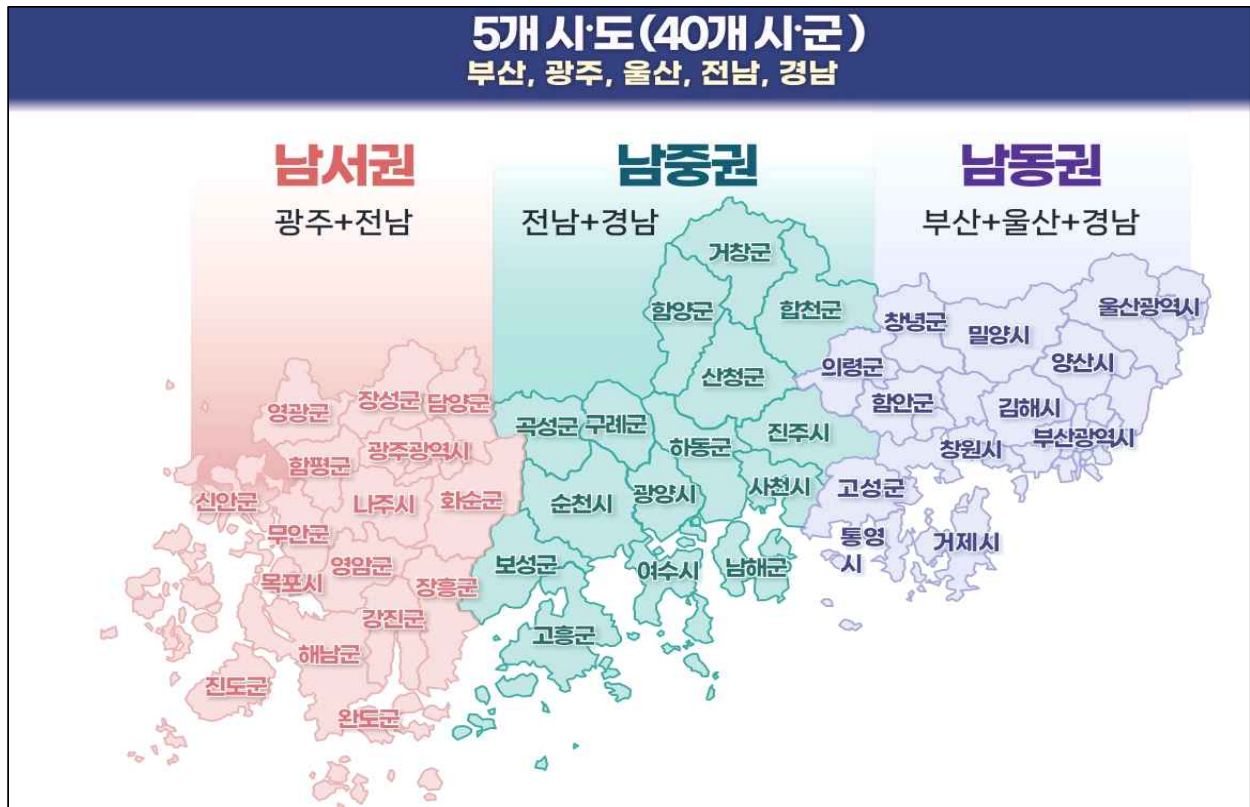 5개 시·도(40개 시·군)
부산, 광주, 울산, 전남, 경남
남서권
광주+전남
남중권
전남+경남
남동권
부산+울산+경남
영광군
장성군
담양군
함평군
광주광역시
신안군
나주시
화순군
무안군
목포시
영암군
장흥군
강진군
해남군
진도군
완도군
거창군
함양군
합천군
산청군
곡성군
구례군
하동군
진주시
순천시
광양시
사천시
보성군
여수시
남해군
고흥군
창녕군
밀양시
울산광역시
의령군
양산시
함안군
김해시
창원시
부산광역시
고성군
통영
시
거제시